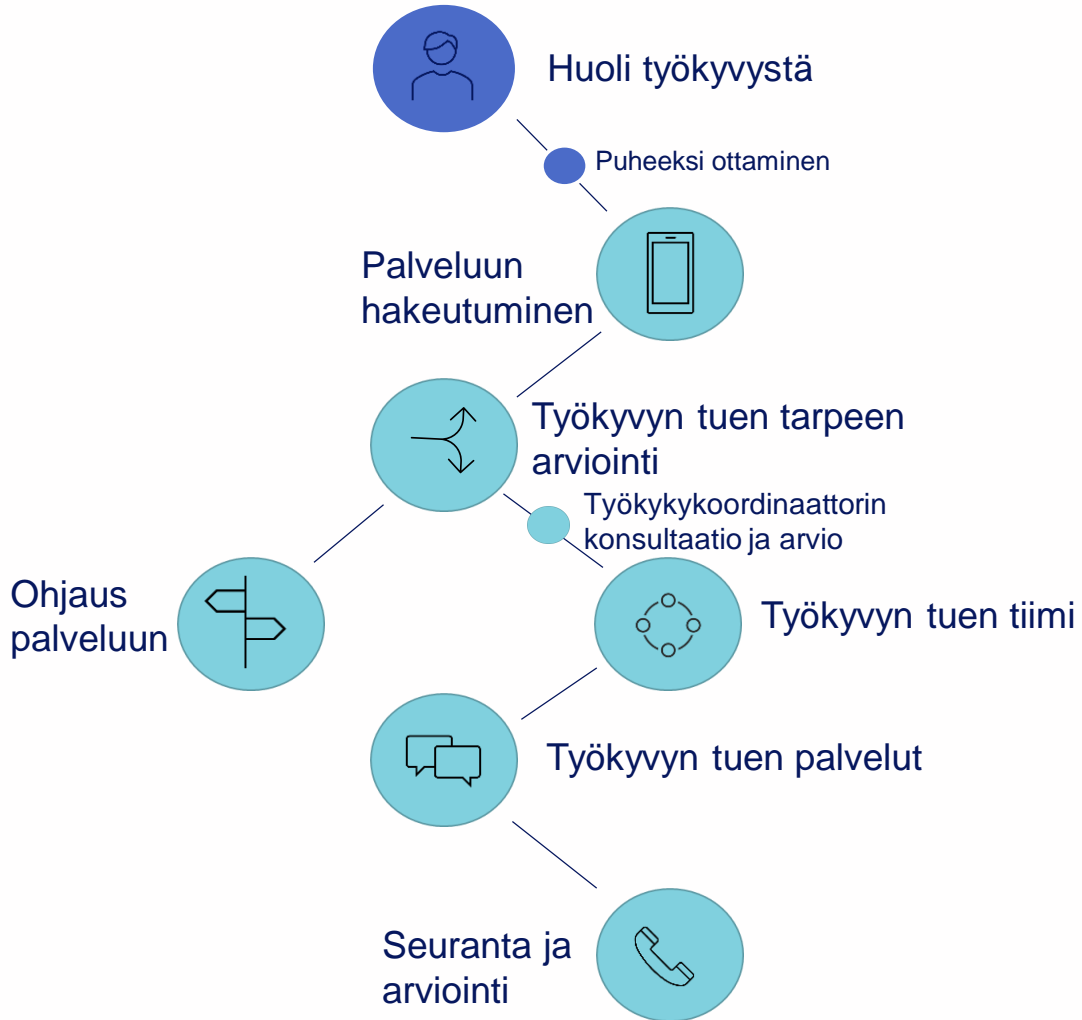 Huoli työkyvystä
Puheeksi ottaminen
Palveluun
hakeutuminen
Työkyvyn tuen tarpeen
arviointi
Työkykykoordinaattorin
konsultaatio ja arvio
Ohjaus
palveluun
Työkyvyn tuen tiimi
Työkyvyn tuen palvelut
Seuranta ja
arviointi